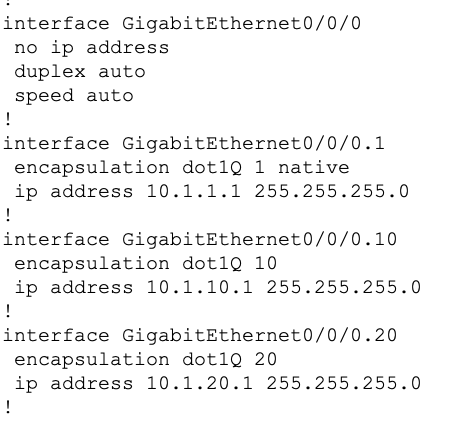 !
interface GigabitEthernet0/0/0
 no ip address
 duplex auto
 speed auto
!
interface GigabitEthernet0/0/0.1
 encapsulation dot1Q 1 native
 ip address 10.1.1.1 255.255.255.0
!
interface GigabitEthernet0/0/0.10
 encapsulation dot1Q 10
 ip address 10.1.10.1 255.255.255.0
!
interface GigabitEthernet0/0/0.20
 encapsulation dot1Q 20
 ip address 10.1.20.1 255.255.255.0
!